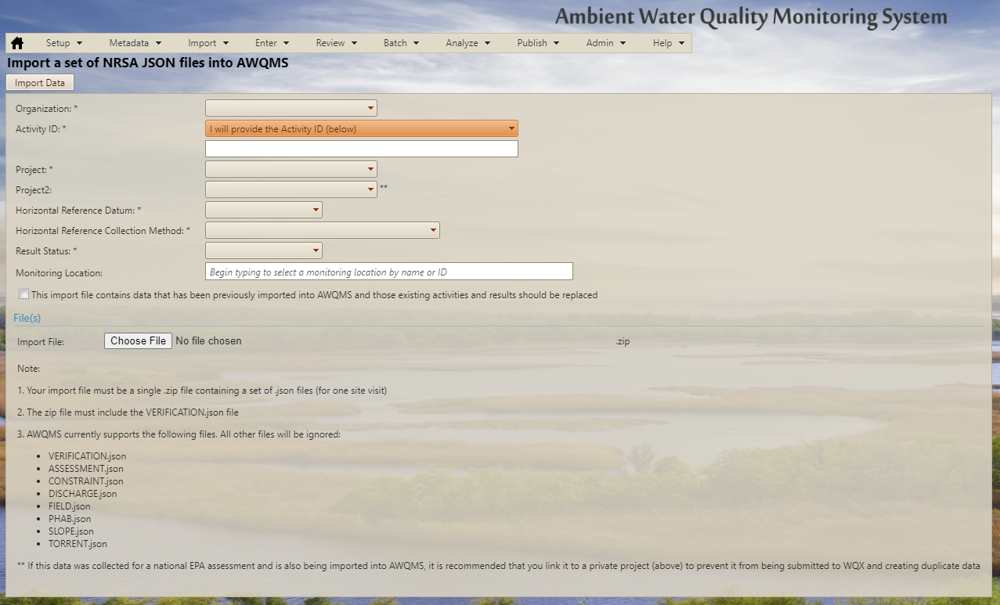 Ambient Water Quality Monitoring System
Setup Metadata Import Enter Review Batch Analyze Publish Admin Help
Import a set of NRSA JSON files into AWQMS
Import Data
Organization: *
Activity ID: * I will provide the Activity ID (below)
Project: *
Project2: **
Horizontal Reference Datum: *
Horizontal Reference Collection Method: *
Result Status: *
Monitoring Location: Begin typing to select a monitoring location by name or ID
This import file contains data that has been previously imported into AWQMS and those existing activities and results should be replaced
File(s)
Import File: Choose File No file chosen .zip
Note:
1. Your import file must be a single .zip file containing a set of .json files (for one site visit)
2. The zip file must include the VERIFICATION.json file
3. AWQMS currently supports the following files. All other files will be ignored:
• VERIFICATION.json
• ASSESSMENT.json
• CONSTRAINT.json
• DISCHARGE.json
• FIELD.json
• PHAB.json
• SLOPE.json
• TORRENT.json
** If this data was collected for a national EPA assessment and is also being imported into AWQMS, it is recommended that you link it to a private project (above) to prevent it from being submitted to WQX and creating duplicate data